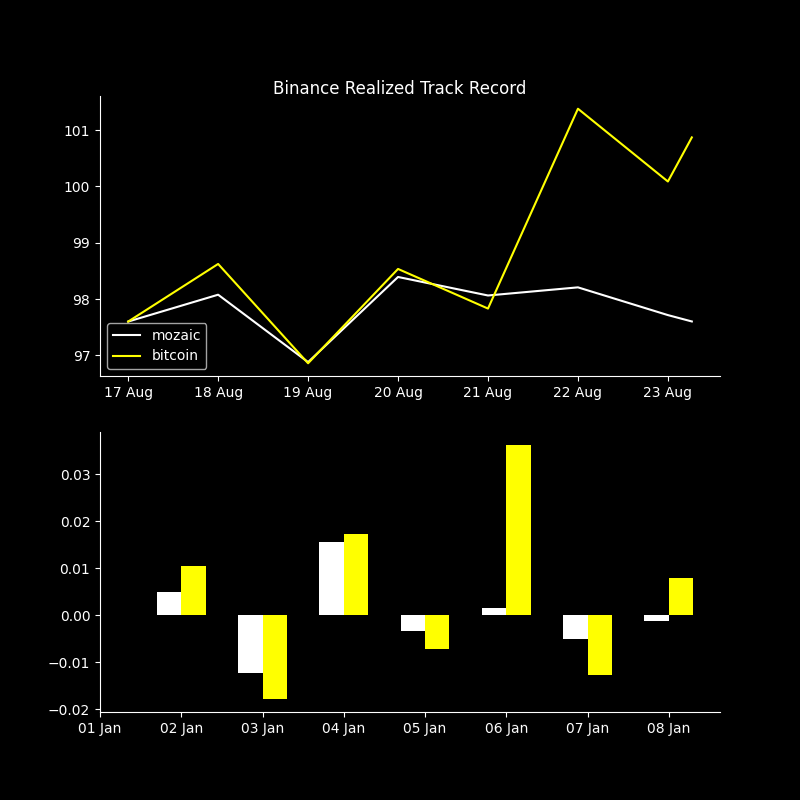 Binance Realized Track Record
101
100
99
98
97
mozaic
bitcoin
17 Aug 18 Aug 19 Aug 20 Aug 21 Aug 22 Aug 23 Aug
0.03
0.02
0.01
0.00
−0.01
−0.02
01 Jan 02 Jan 03 Jan 04 Jan 05 Jan 06 Jan 07 Jan 08 Jan